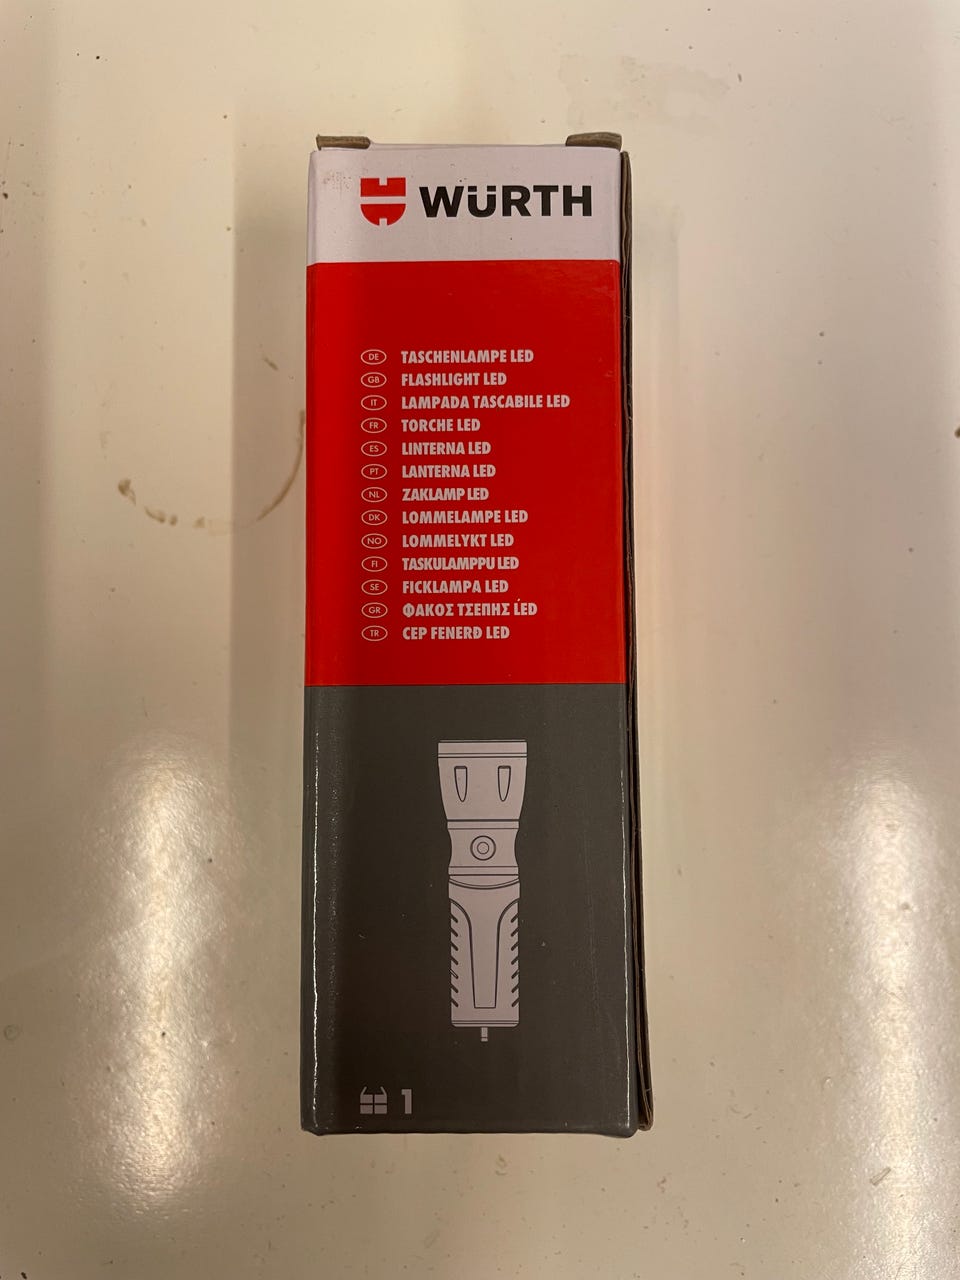 WÜRTH
DE TASCHENLAMPE LED
GB FLASHLIGHT LED
IT LAMPADA TASCABILE LED
FR TORCHE LED
ES LINTERNA LED
PT LANTERNA LED
NL ZAKLAMP LED
DK LOMMELAMPE LED
NO LOMMELYKT LED
FI TASKULAMPPU LED
SE FICKLAMPA LED
GR ΦΑΚΟΣ ΤΣΕΠΗΣ LED
TR CEP FENERÐ LED
1